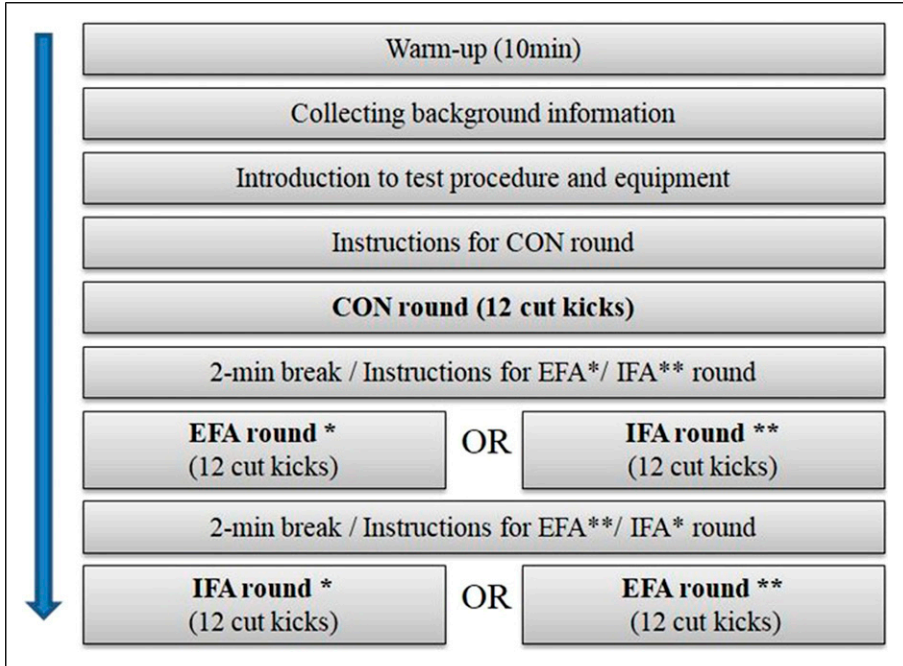 Warm-up (10min)
Collecting background information
Introduction to test procedure and equipment
Instructions for CON round
CON round (12 cut kicks)
2-min break / Instructions for EFA*/ IFA** round
EFA round *
(12 cut kicks)
OR
IFA round **
(12 cut kicks)
2-min break / Instructions for EFA**/ IFA* round
IFA round *
(12 cut kicks)
OR
EFA round **
(12 cut kicks)